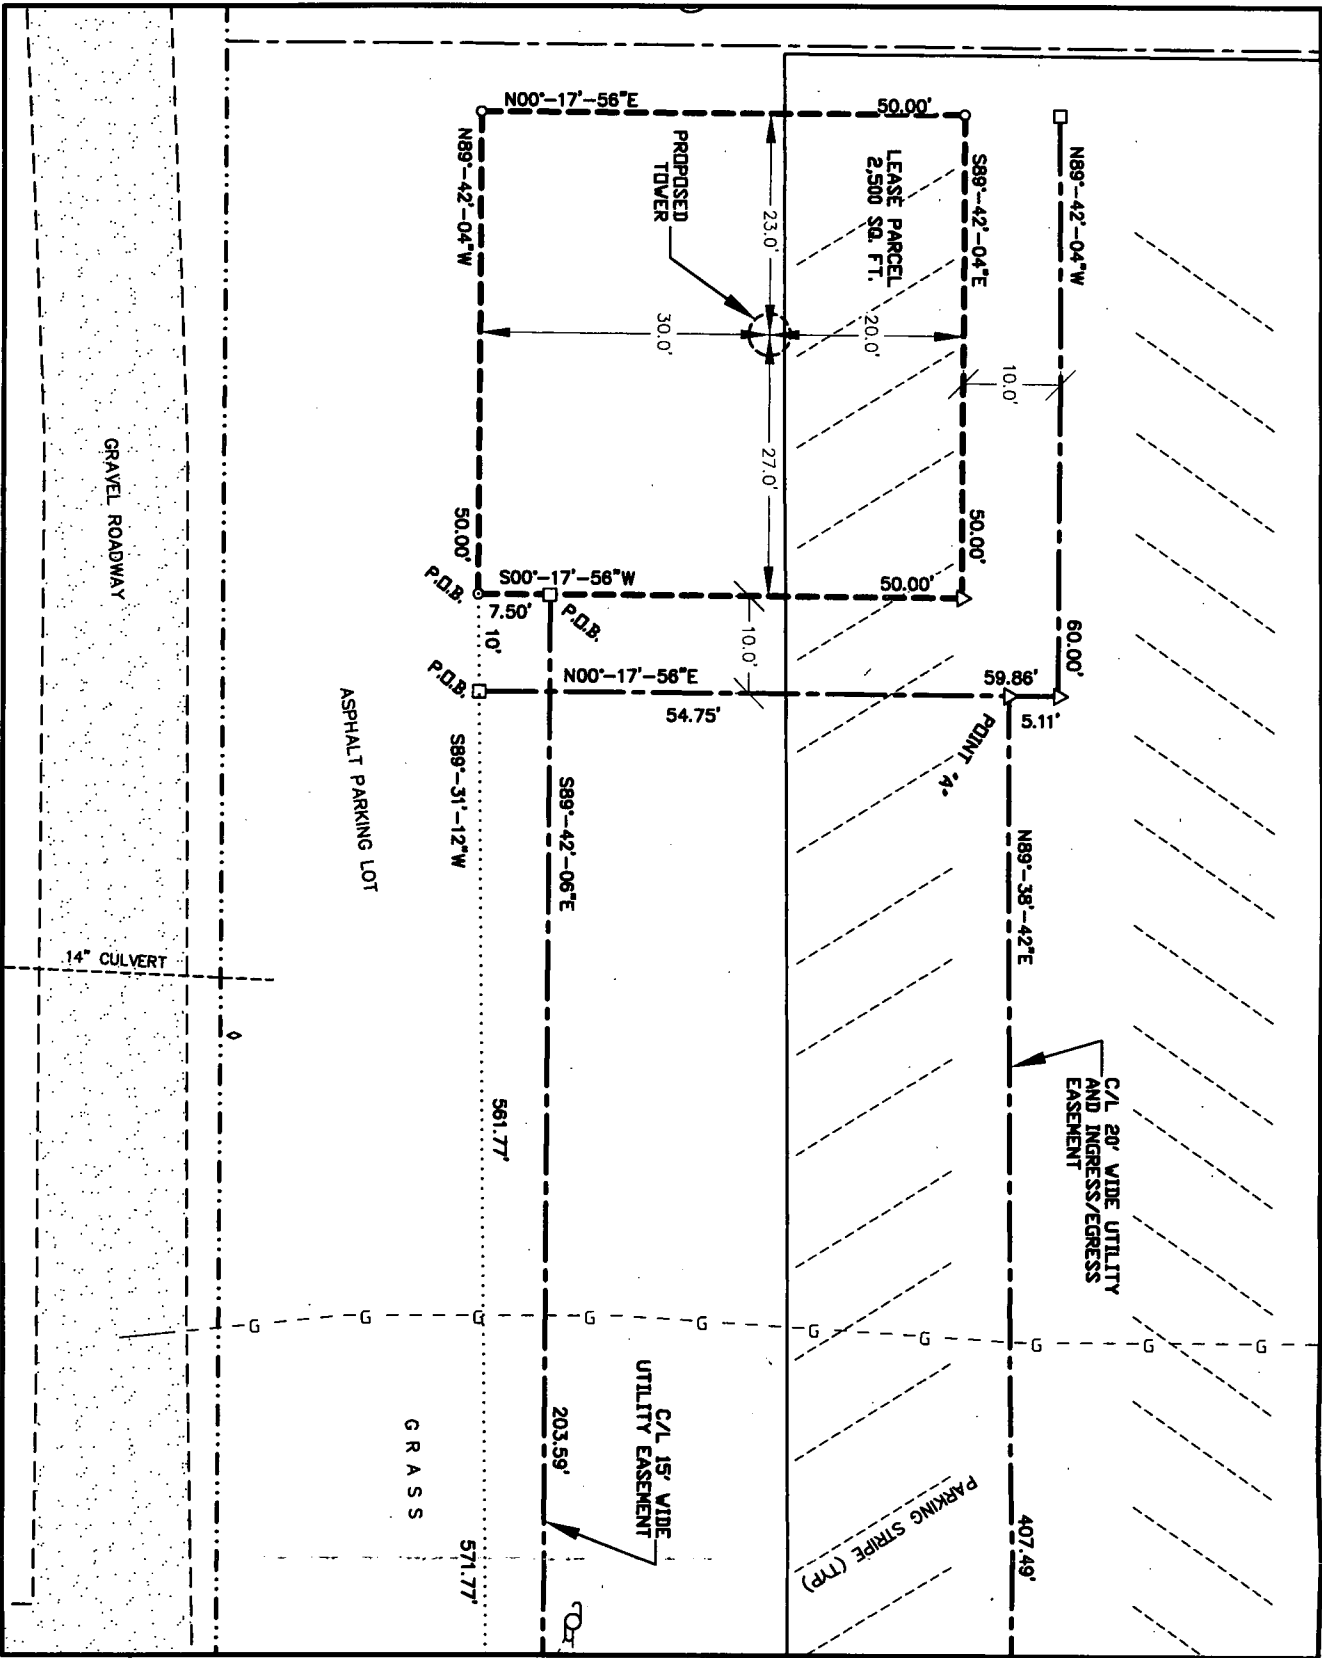 N00°-17'-56"E
50.00'
N89°-42'-04"W
S89°-42'-04"E
N89°-42'-04"W
LEASE PARCEL
2,500 SQ. FT.
PROPOSED
TOWER
23.0'
20.0'
30.0'
27.0'
10.0'
50.00'
50.00'
60.00'
P.O.B.
S00°-17'-56"W
50.00'
7.50'
P.O.B.
10'
10.0'
P.O.B.
N00°-17'-56"E
54.75'
59.86'
5.11'
POINT "A"
GRAVEL ROADWAY
ASPHALT PARKING LOT
S89°-31'-12"W
S89°-42'-06"E
N89°-38'-42"E
14" CULVERT
561.77'
C/L 20' WIDE UTILITY
AND INGRESS/EGRESS
EASEMENT
G
G
G
G
G
G
G
G
G
G
C/L 15' WIDE
UTILITY EASEMENT
203.59'
GRASS
571.77'
PARKING STRIPE (TYP)
407.49'